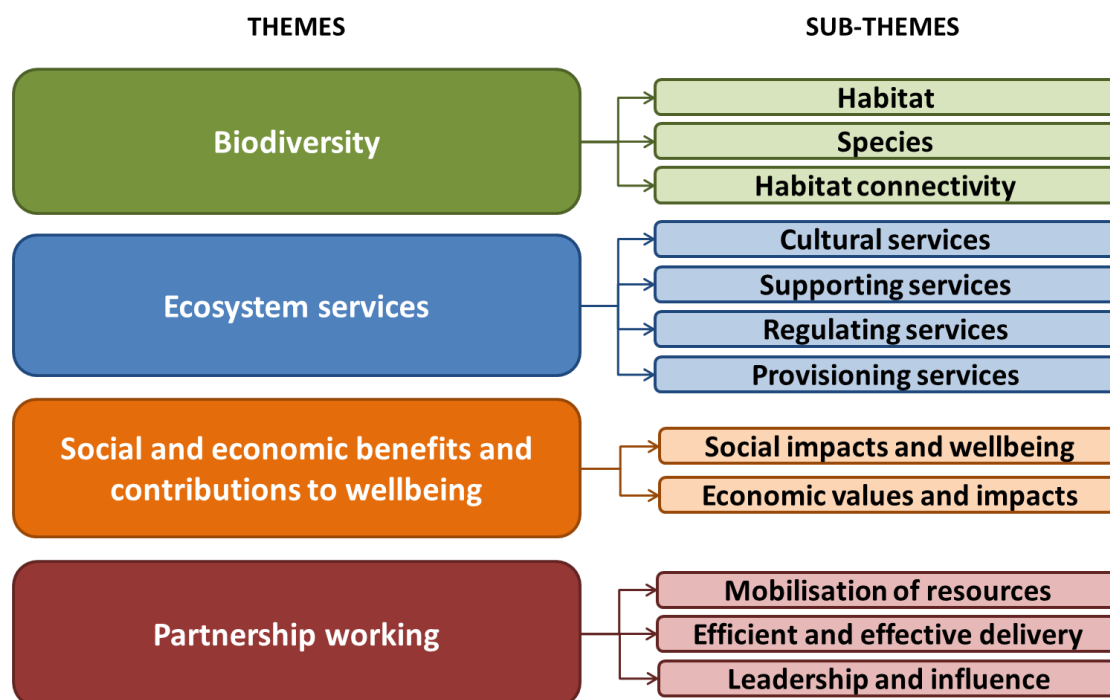 THEMES
SUB-THEMES
Biodiversity
Habitat
Species
Habitat connectivity
Ecosystem services
Cultural services
Supporting services
Regulating services
Provisioning services
Social and economic benefits and
contributions to wellbeing
Social impacts and wellbeing
Economic values and impacts
Partnership working
Mobilisation of resources
Efficient and effective delivery
Leadership and influence